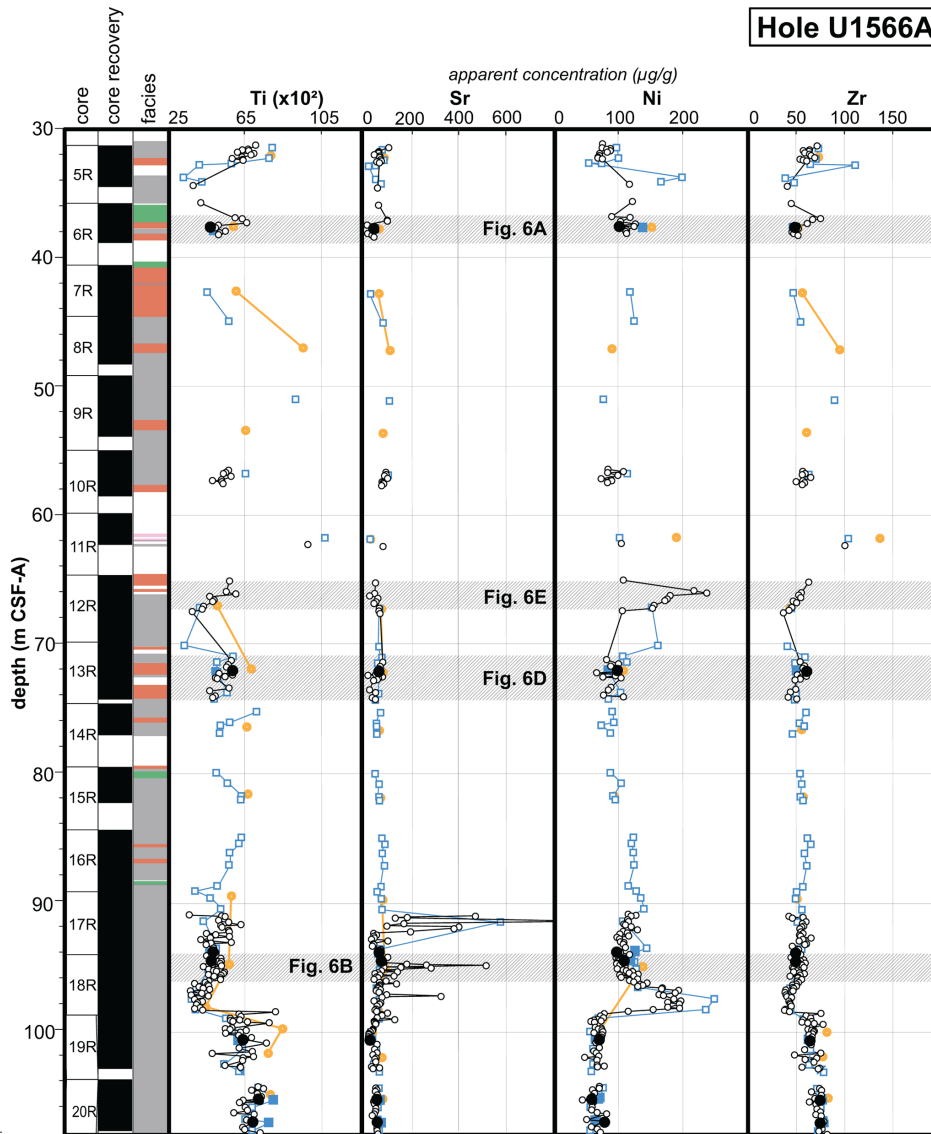 Hole U1566A
core
core recovery
facies
apparent concentration (µg/g)
Ti (x10²)
Sr
Ni
Zr
25 65 105
0 200 400 600
0 100 200
0 50 100 150
depth (m CSF-A)
30
5R
6R
Fig. 6A
40
7R
8R
50
9R
10R
60
11R
12R
Fig. 6E
70
13R
Fig. 6D
14R
80
15R
16R
90
17R
Fig. 6B
18R
100
19R
20R